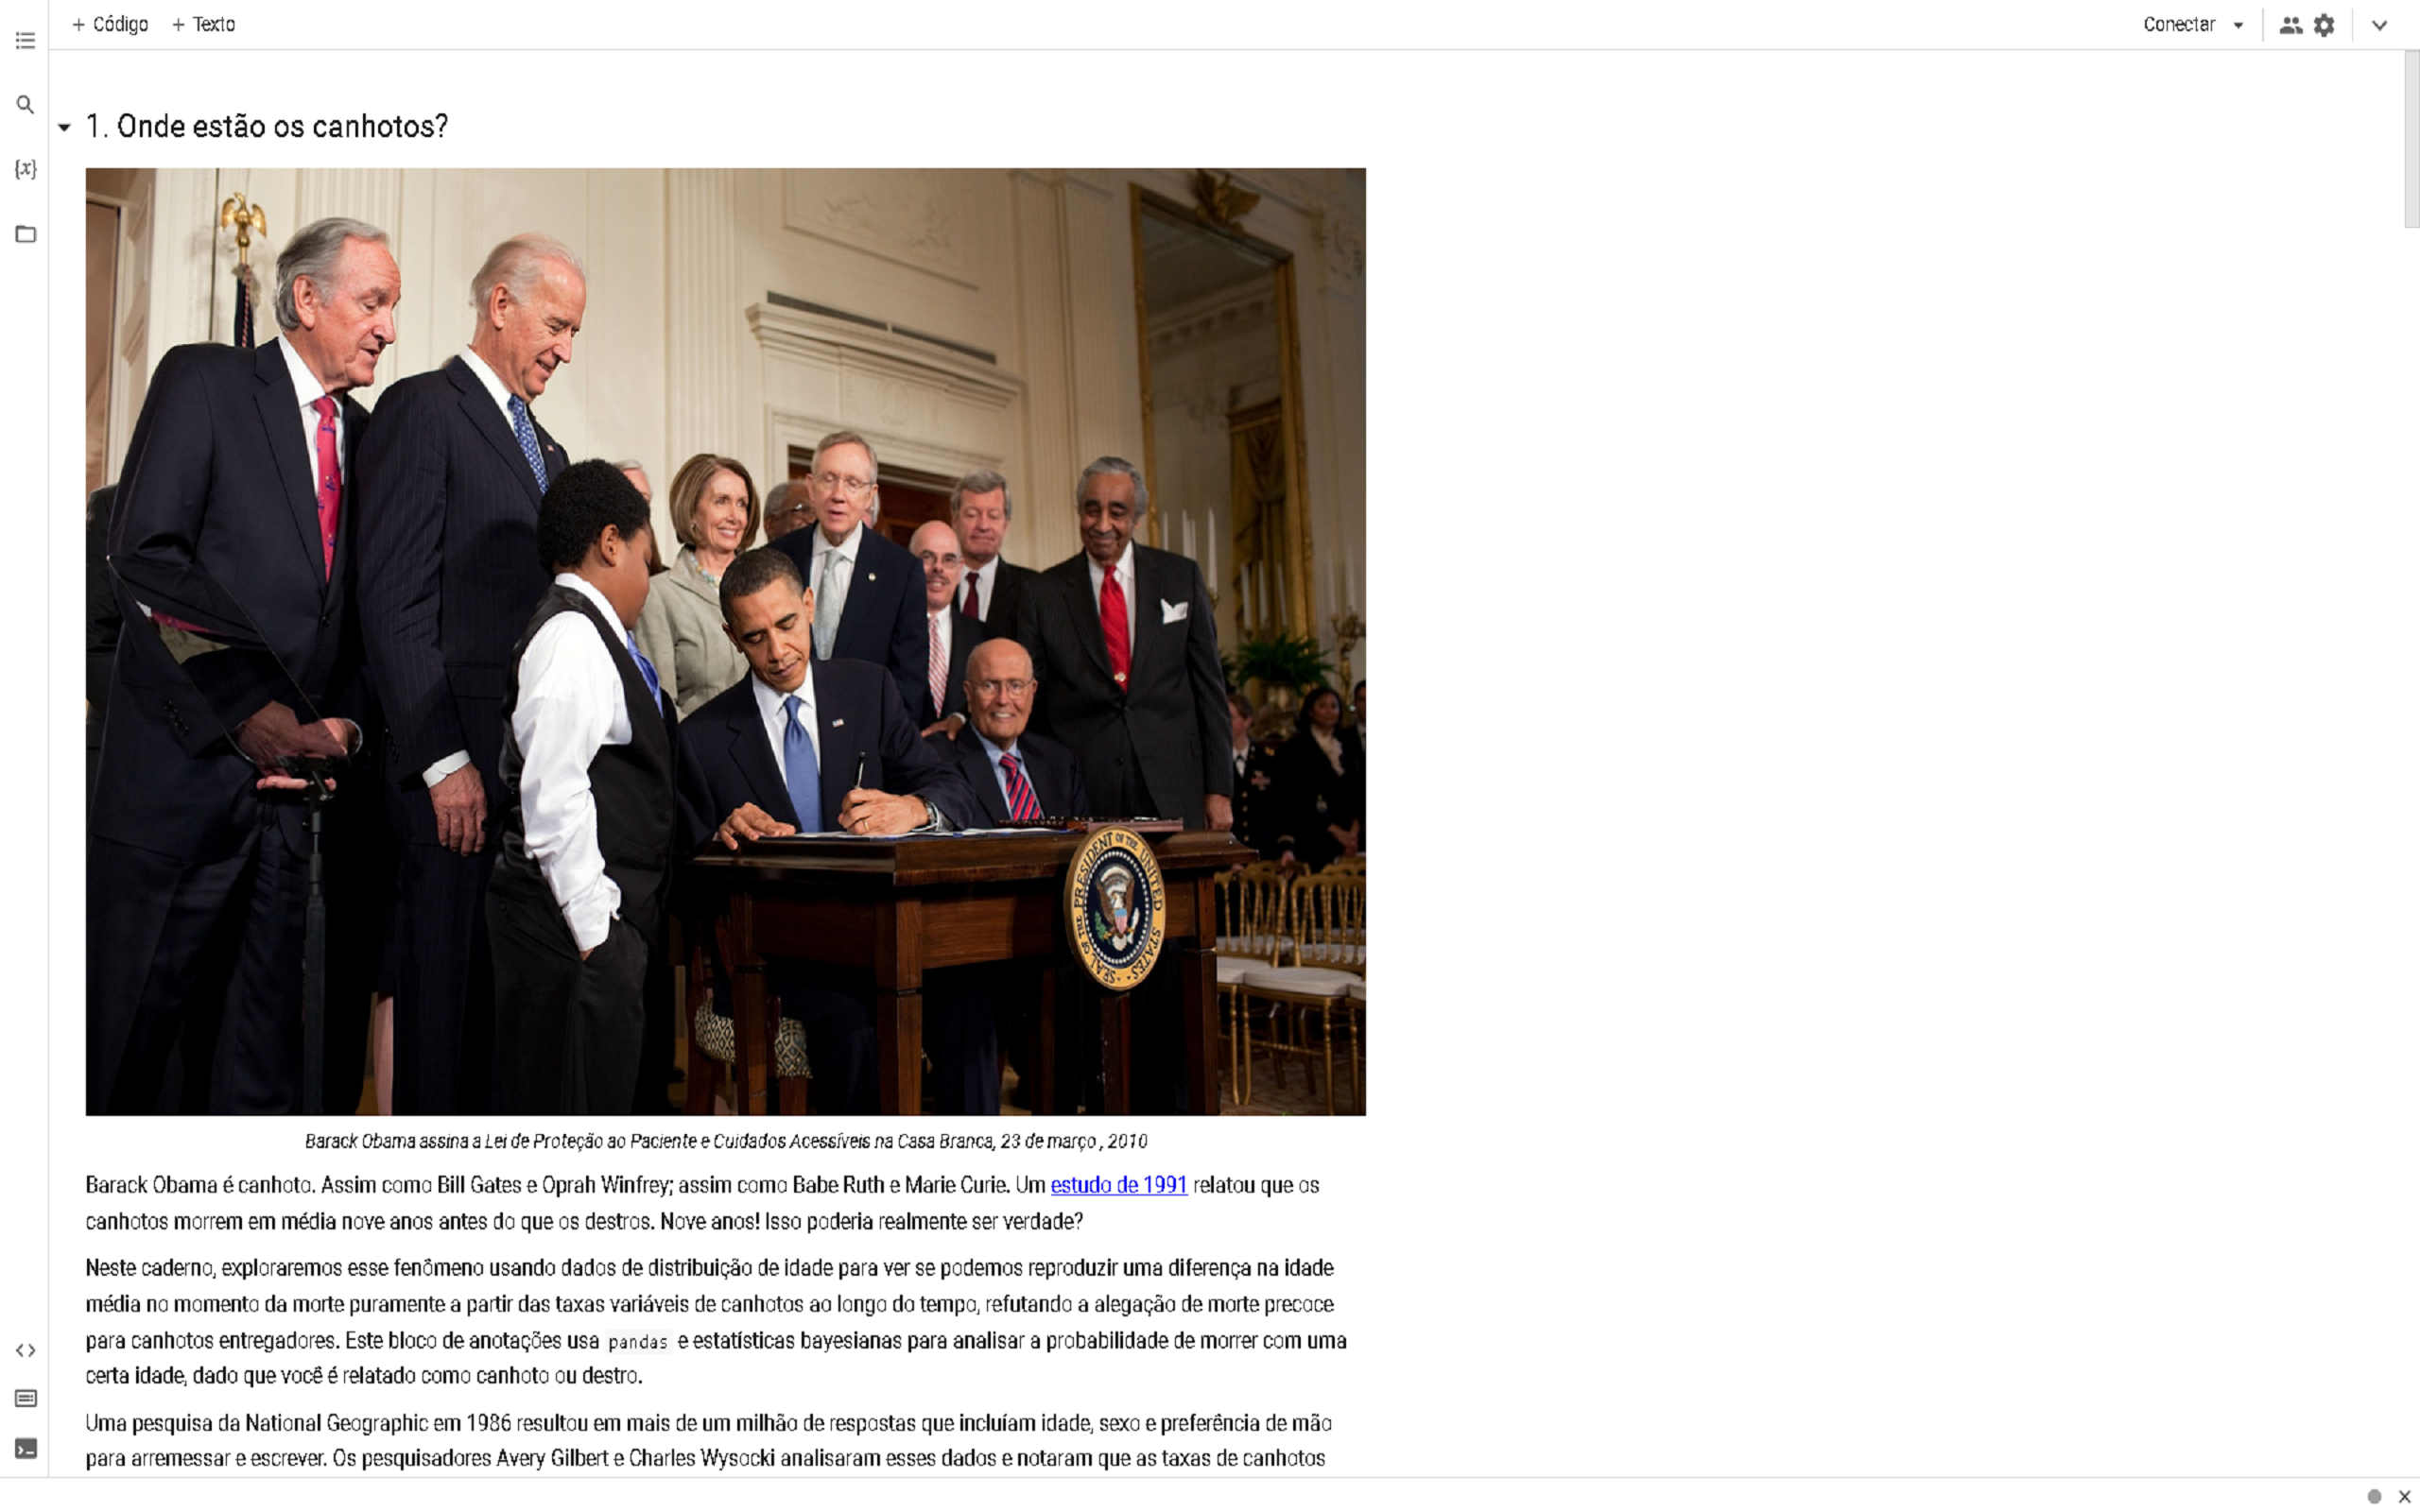 + Código + Texto
Conectar
1. Onde estão os canhotos?
{x}
SEAL OF THE PRESIDENT OF THE UNITED STATES
Barack Obama assina a Lei de Proteção ao Paciente e Cuidados Acessíveis na Casa Branca, 23 de março , 2010
Barack Obama é canhoto. Assim como Bill Gates e Oprah Winfrey; assim como Babe Ruth e Marie Curie. Um estudo de 1991 relatou que os
canhotos morrem em média nove anos antes do que os destros. Nove anos! Isso poderia realmente ser verdade?
Neste caderno, exploraremos esse fenômeno usando dados de distribuição de idade para ver se podemos reproduzir uma diferença na idade
média no momento da morte puramente a partir das taxas variáveis de canhotos ao longo do tempo, refutando a alegação de morte precoce
para canhotos entregadores. Este bloco de anotações usa pandas e estatísticas bayesianas para analisar a probabilidade de morrer com uma
certa idade, dado que você é relatado como canhoto ou destro.
Uma pesquisa da National Geographic em 1986 resultou em mais de um milhão de respostas que incluíam idade, sexo e preferência de mão
para arremessar e escrever. Os pesquisadores Avery Gilbert e Charles Wysocki analisaram esses dados e notaram que as taxas de canhotos